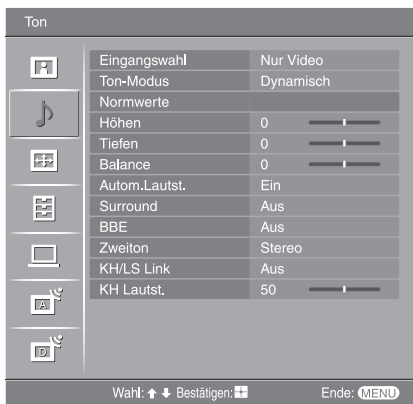 Ton
Eingangswahl Nur Video
Ton-Modus Dynamisch
Normwerte
Höhen 0
Tiefen 0
Balance 0
Autom.Lautst. Ein
Surround Aus
BBE Aus
Zweiton Stereo
KH/LS Link Aus
KH Lautst. 50
A
D
Wahl: ↑ ↓ Bestätigen: Ende: MENU